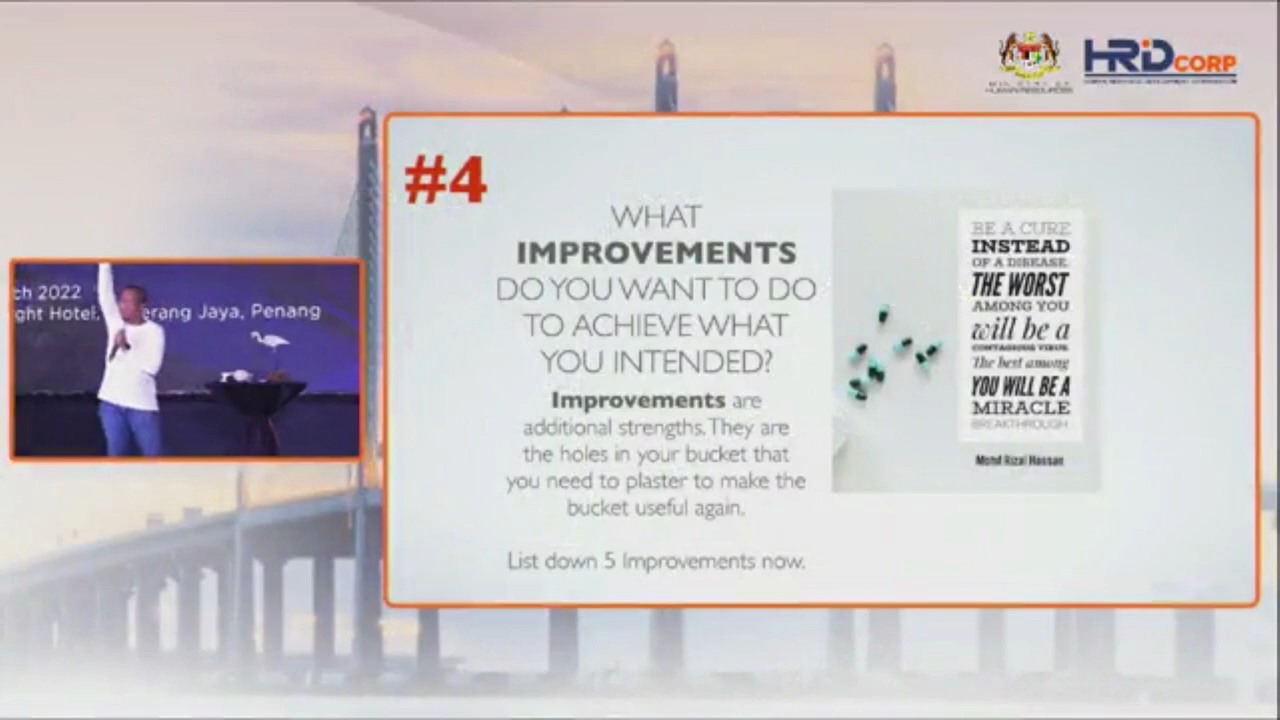 HRD CORP
#4
WHAT
IMPROVEMENTS
DO YOU WANT TO DO
TO ACHIEVE WHAT
YOU INTENDED?
Improvements are
additional strengths. They are
the holes in your bucket that
you need to plaster to make the
bucket useful again.
List down 5 Improvements now.
BE A CURE
INSTEAD
OF A DISEASE.
THE WORST
AMONG YOU
will be a
CONTAGIOUS VIRUS.
The best among
YOU WILL BE A
MIRACLE
BREAKTHROUGH
Mohd Rizal Hassan
ch 2022
ght Hotel, erang Jaya, Penang